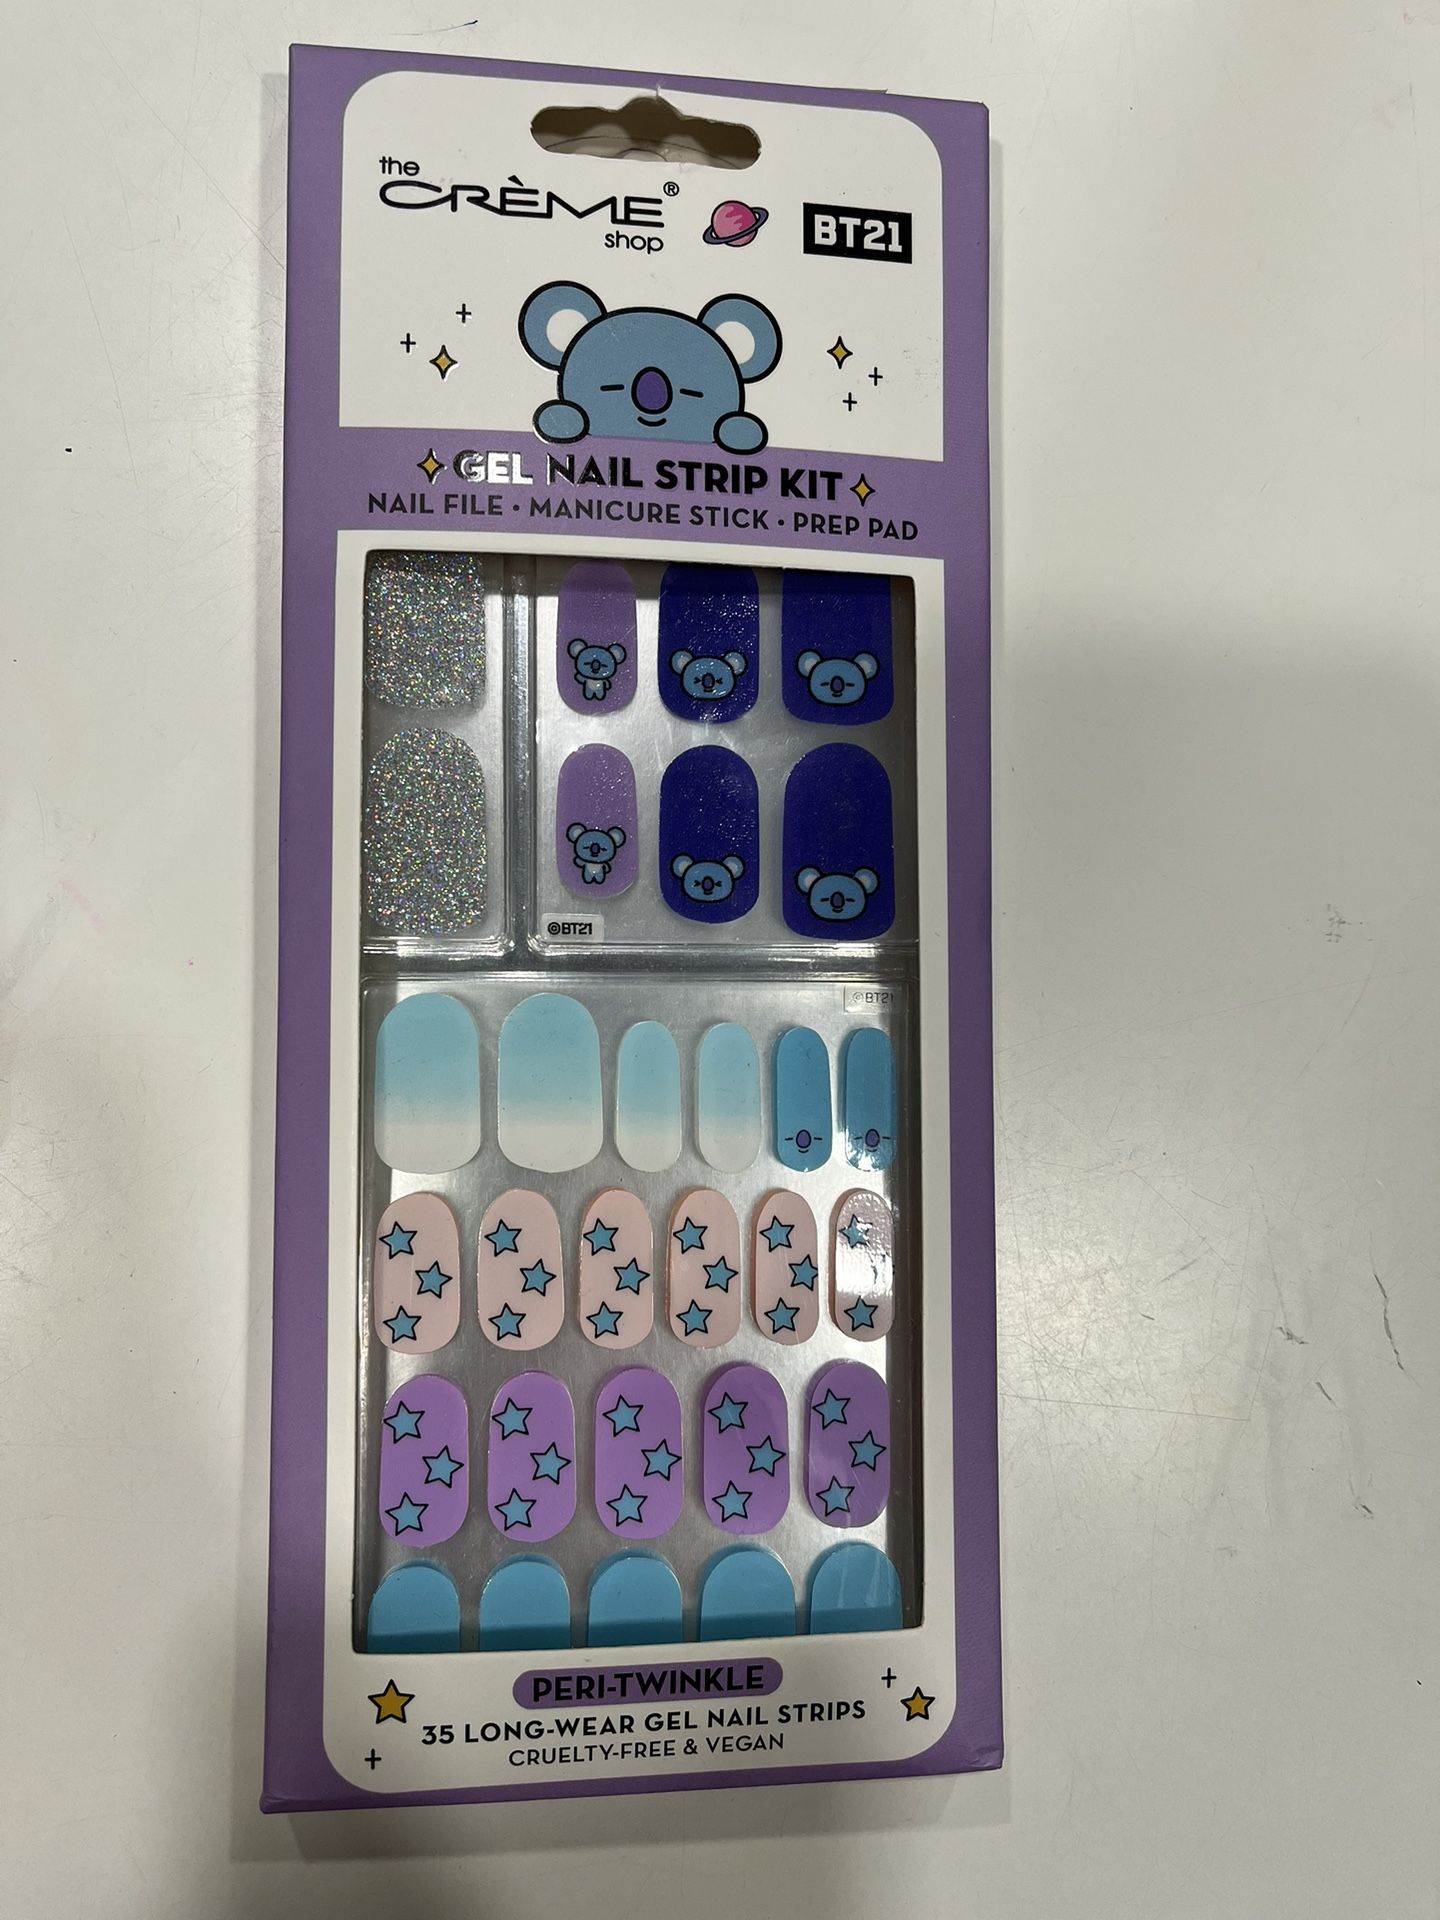 the
CRÈME®
shop
BT21
GEL NAIL STRIP KIT
NAIL FILE • MANICURE STICK • PREP PAD
©BT21
©BT21
PERI-TWINKLE
35 LONG-WEAR GEL NAIL STRIPS
CRUELTY-FREE & VEGAN